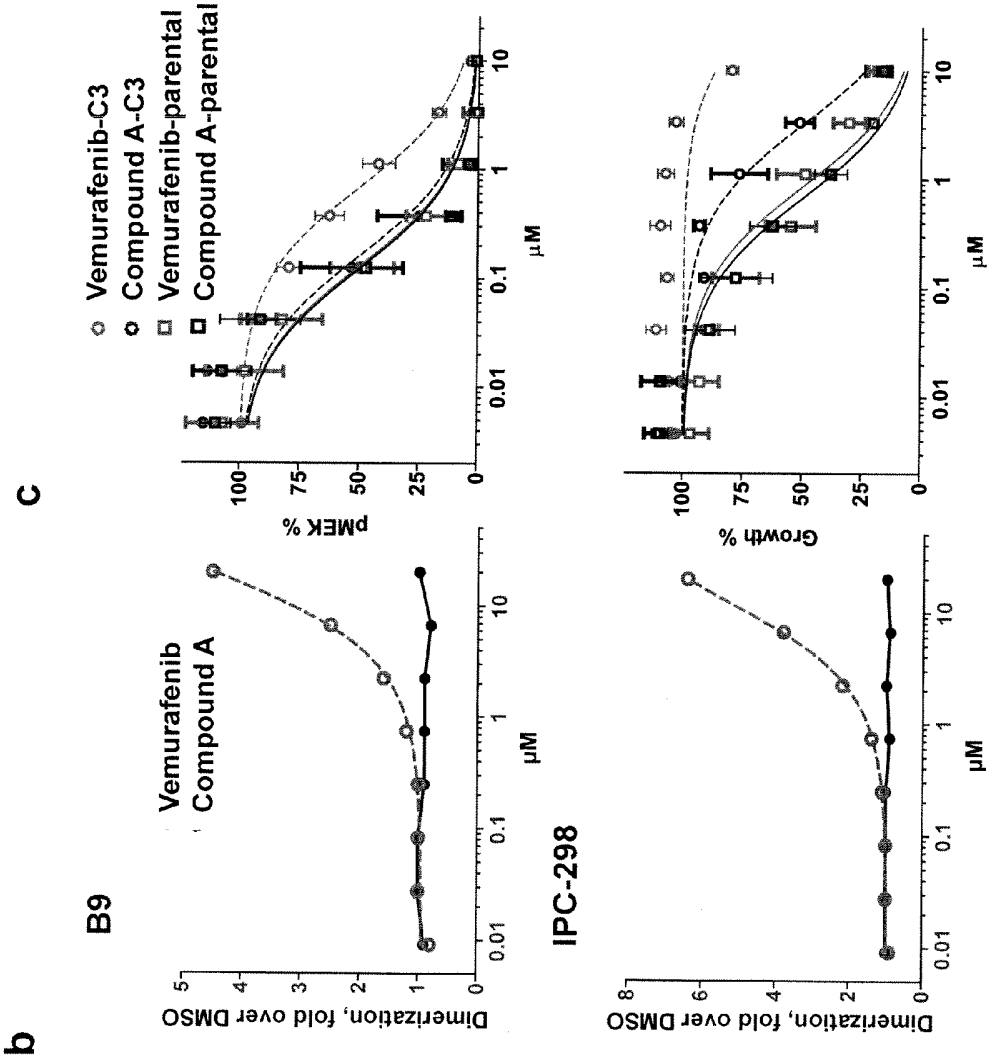 b
B9
Vemurafenib
Compound A
Dimerization, fold over DMSO
5
4
3
2
1
0
0.01
0.1
1
10
μM
IPC-298
Dimerization, fold over DMSO
8
6
4
2
0
0.01
0.1
1
10
μM
c
Vemurafenib-C3
Compound A-C3
Vemurafenib-parental
Compound A-parental
pMEK %
100
75
50
25
0
0.01
0.1
1
10
μM
Growth %
100
75
50
25
0
0.01
0.1
1
10
μM